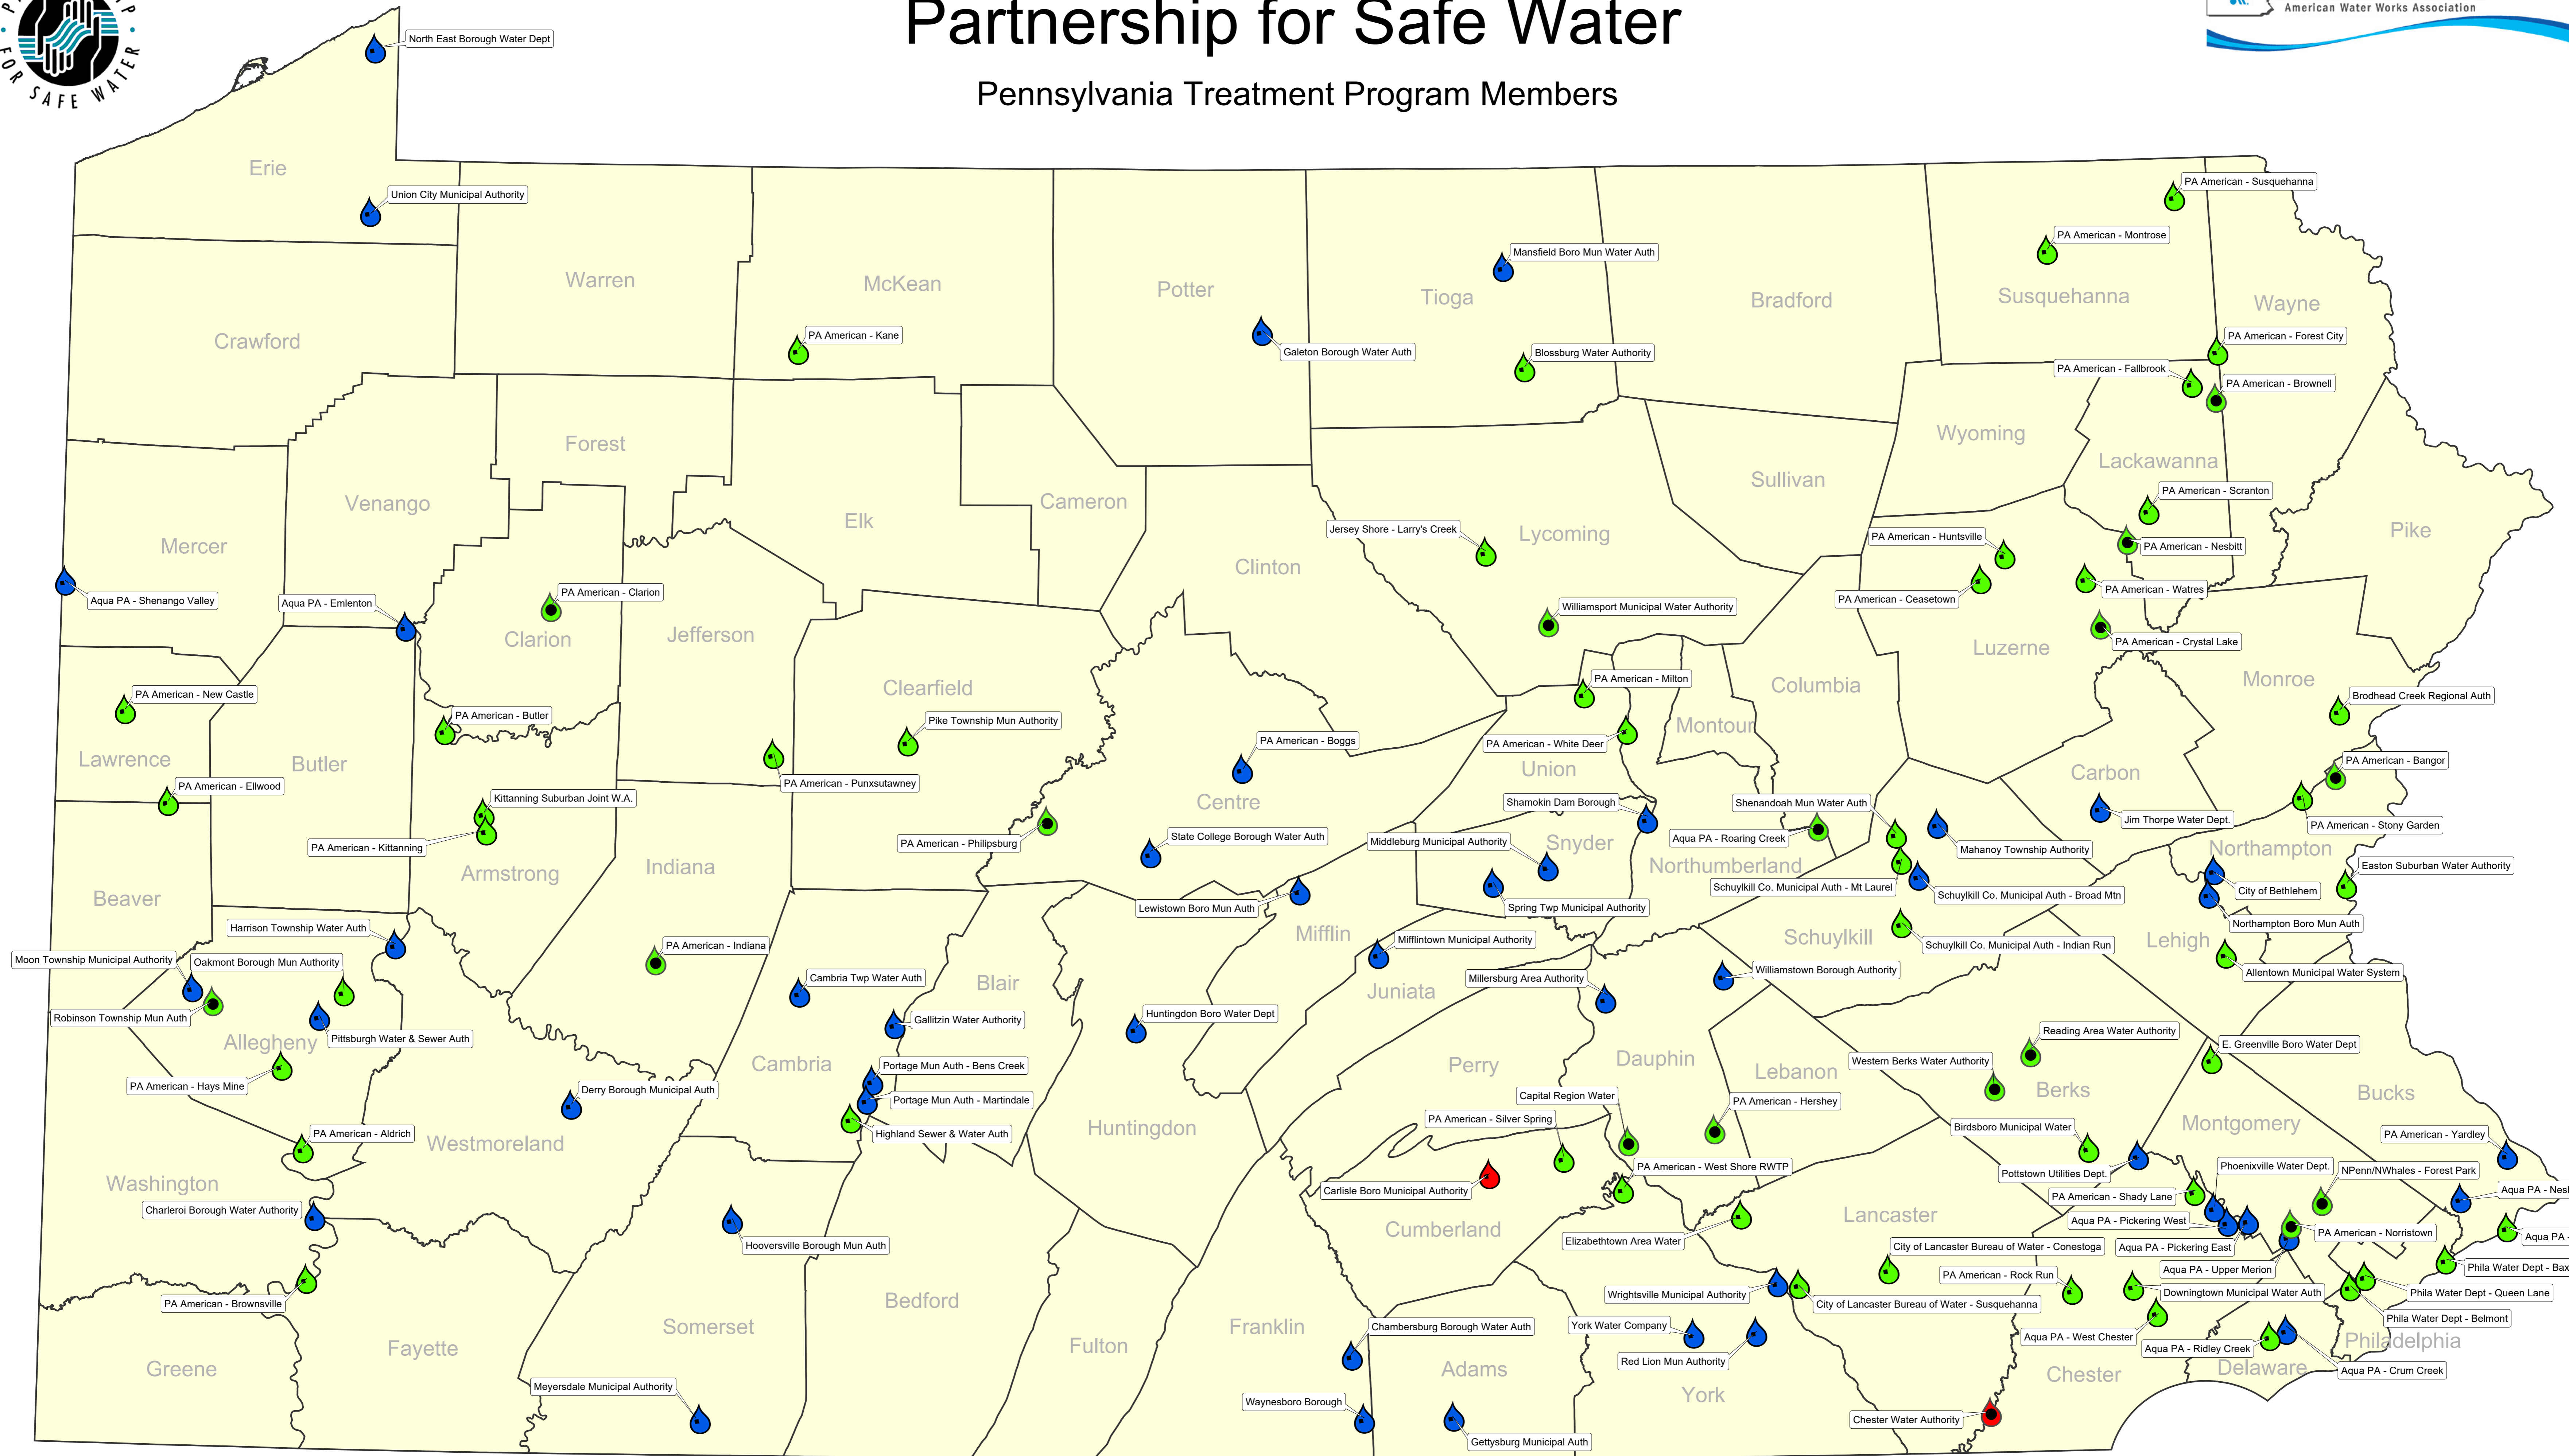 FOR SAFE WATER
Partnership for Safe Water
American Water Works Association
Pennsylvania Treatment Program Members
North East Borough Water Dept
Erie
Union City Municipal Authority
PA American - Susquehanna
PA American - Montrose
Mansfield Boro Mun Water Auth
Warren
McKean
Potter
Tioga
Bradford
Susquehanna
Wayne
Crawford
PA American - Kane
Galeton Borough Water Auth
Blossburg Water Authority
PA American - Forest City
PA American - Fallbrook
PA American - Brownell
Forest
Wyoming
Lackawanna
Venango
Cameron
Sullivan
PA American - Scranton
Elk
Mercer
Jersey Shore - Larry's Creek
Lycoming
PA American - Huntsville
PA American - Nesbitt
Pike
Clinton
Aqua PA - Shenango Valley
Aqua PA - Emlenton
PA American - Clarion
PA American - Ceasetown
PA American - Watres
Williamsport Municipal Water Authority
Clarion
Jefferson
Luzerne
PA American - Crystal Lake
PA American - New Castle
Clearfield
PA American - Milton
Columbia
Monroe
Brodhead Creek Regional Auth
PA American - Butler
Pike Township Mun Authority
Montour
PA American - Boggs
PA American - White Deer
Lawrence
Butler
PA American - Punxsutawney
Union
Carbon
PA American - Bangor
PA American - Ellwood
Kittanning Suburban Joint W.A.
Centre
Shamokin Dam Borough
Shenandoah Mun Water Auth
Jim Thorpe Water Dept.
PA American - Stony Garden
PA American - Kittanning
PA American - Philipsburg
State College Borough Water Auth
Middleburg Municipal Authority
Snyder
Aqua PA - Roaring Creek
Mahanoy Township Authority
Northampton
Armstrong
Indiana
Northumberland
Easton Suburban Water Authority
Beaver
Schuylkill Co. Municipal Auth - Mt Laurel
Schuylkill Co. Municipal Auth - Broad Mtn
City of Bethlehem
Lewistown Boro Mun Auth
Spring Twp Municipal Authority
Northampton Boro Mun Auth
Harrison Township Water Auth
Mifflin
Mifflintown Municipal Authority
Schuylkill
Schuylkill Co. Municipal Auth - Indian Run
Lehigh
PA American - Indiana
Moon Township Municipal Authority
Oakmont Borough Mun Authority
Cambria Twp Water Auth
Blair
Juniata
Millersburg Area Authority
Williamstown Borough Authority
Allentown Municipal Water System
Robinson Township Mun Auth
Gallitzin Water Authority
Huntingdon Boro Water Dept
Allegheny
Pittsburgh Water & Sewer Auth
Reading Area Water Authority
E. Greenville Boro Water Dept
Cambria
Portage Mun Auth - Bens Creek
Perry
Dauphin
Lebanon
Western Berks Water Authority
Berks
Bucks
PA American - Hays Mine
Derry Borough Municipal Auth
Portage Mun Auth - Martindale
Capital Region Water
PA American - Hershey
PA American - Silver Spring
Birdsboro Municipal Water
Montgomery
PA American - Aldrich
Westmoreland
Highland Sewer & Water Auth
Huntingdon
PA American - Yardley
Washington
Carlisle Boro Municipal Authority
PA American - West Shore RWTP
Pottstown Utilities Dept.
Phoenixville Water Dept.
NPenn/NWhales - Forest Park
PA American - Shady Lane
Aqua PA - Nesh
Charleroi Borough Water Authority
Cumberland
Lancaster
Aqua PA - Pickering West
Hooversville Borough Mun Auth
Elizabethtown Area Water
City of Lancaster Bureau of Water - Conestoga
Aqua PA - Pickering East
PA American - Norristown
Aqua PA -
PA American - Rock Run
Aqua PA - Upper Merion
Phila Water Dept - Bax
PA American - Brownsville
Bedford
Wrightsville Municipal Authority
City of Lancaster Bureau of Water - Susquehanna
Downingtown Municipal Water Auth
Phila Water Dept - Queen Lane
Somerset
Franklin
Chambersburg Borough Water Auth
York Water Company
Aqua PA - West Chester
Phila Water Dept - Belmont
Fayette
Fulton
Red Lion Mun Authority
Aqua PA - Ridley Creek
Philadelphia
Greene
Adams
Chester
Delaware
Aqua PA - Crum Creek
Meyersdale Municipal Authority
Waynesboro Borough
York
Gettysburg Municipal Auth
Chester Water Authority